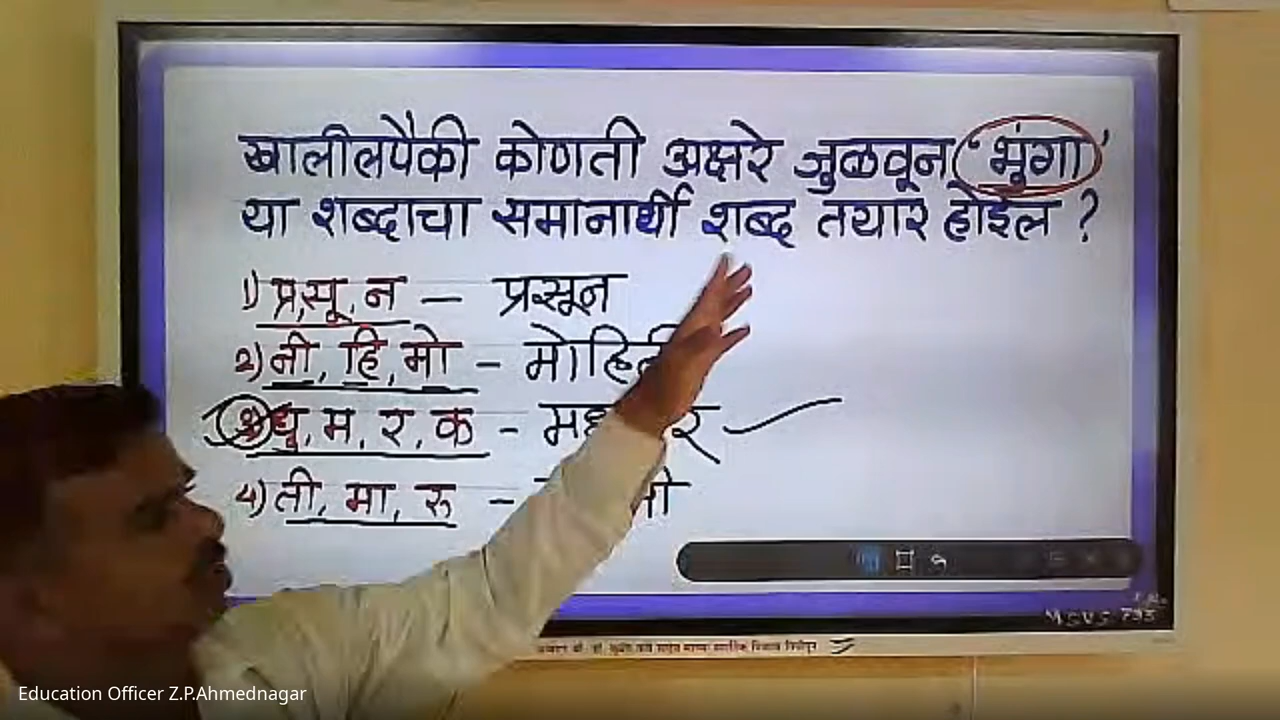 खालीलपैकी कोणती अक्षरे जुळवून 'भुंगा'
या शब्दाचा समानार्थी शब्द तयार होईल ?
1) प्र,सू,न — प्रसून
2) नी, हि, मो -
3) धु, म, र, क -
4) ती, मा, रु -
Education Officer Z.P.Ahmednagar